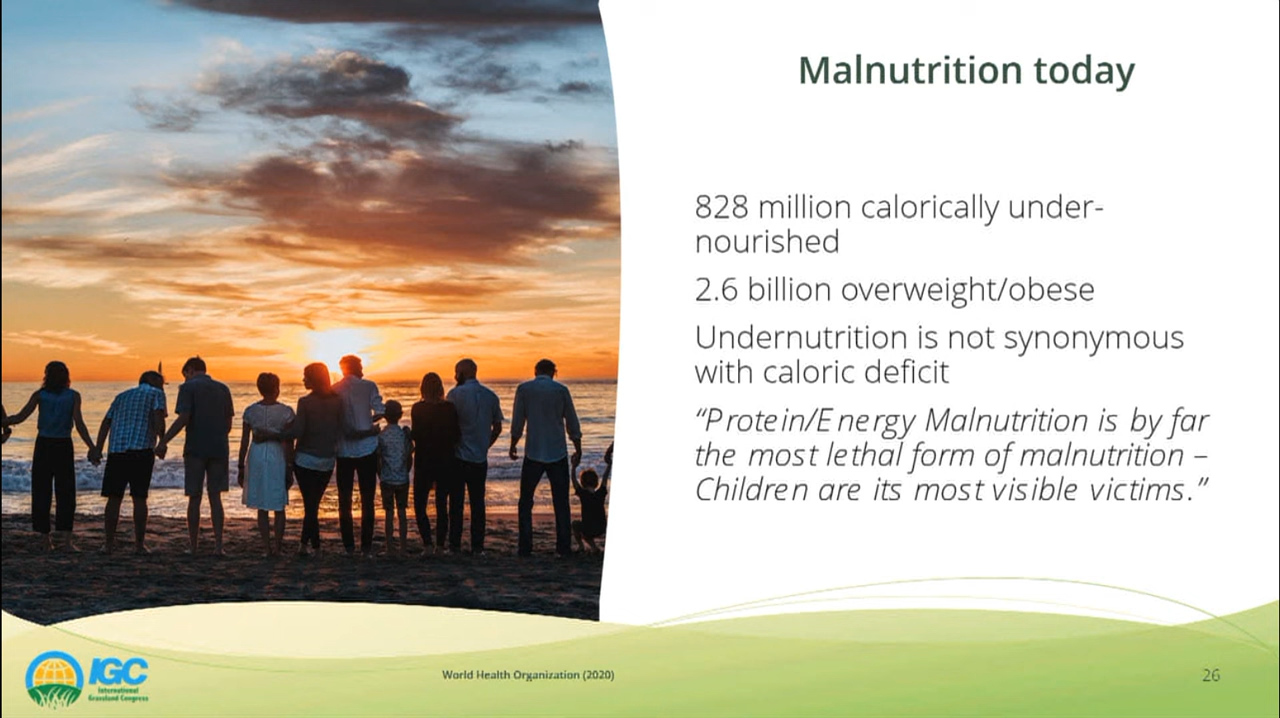 Malnutrition today
828 million calorically under-
nourished
2.6 billion overweight/obese
Undernutrition is not synonymous
with caloric deficit
“Protein/Energy Malnutrition is by far
the most lethal form of malnutrition –
Children are its most visible victims.”
IGC
International
Grassland Congress
World Health Organization (2020)
26